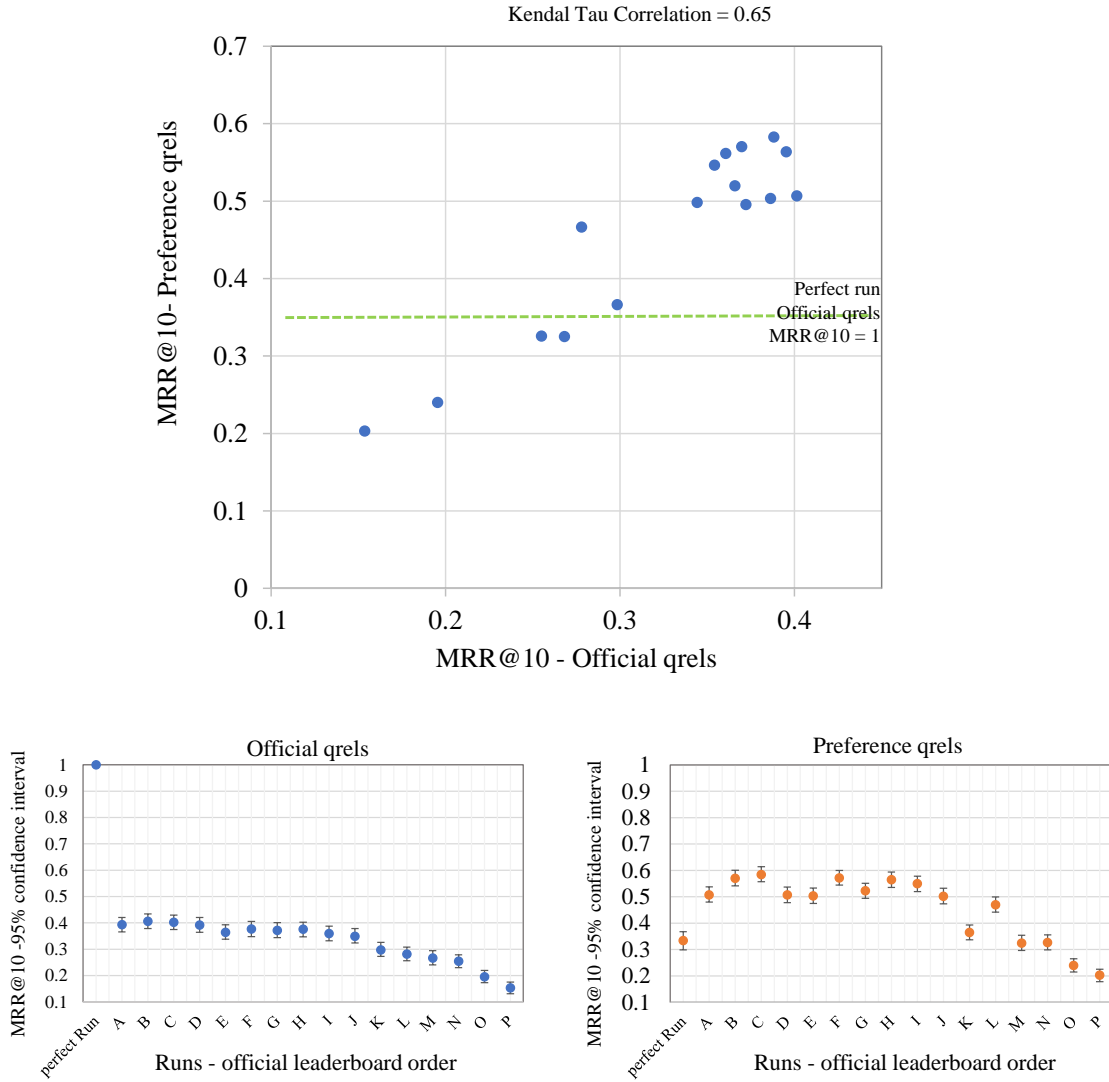 Kendal Tau Correlation = 0.65
0.7
0.6
0.5
0.4
0.3
0.2
0.1
0
MRR@10- Preference qrels
Perfect run
Official qrels
MRR@10 = 1
0.1
0.2
0.3
0.4
MRR@10 - Official qrels
Official qrels
MRR@10 -95% confidence interval
1
0.9
0.8
0.7
0.6
0.5
0.4
0.3
0.2
0.1
perfect Run
A
B
C
D
E
F
G
H
I
J
K
L
M
N
O
P
Runs - official leaderboard order
Preference qrels
MRR@10 -95% confidence interval
1
0.9
0.8
0.7
0.6
0.5
0.4
0.3
0.2
0.1
perfect Run
A
B
C
D
E
F
G
H
I
J
K
L
M
N
O
P
Runs - official leaderboard order